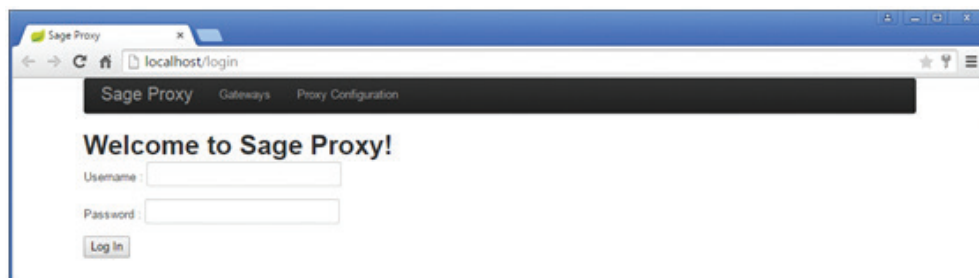 Sage Proxy
localhost/login
Sage Proxy Gateways Proxy Configuration
Welcome to Sage Proxy!
Username :
Password :
Log In